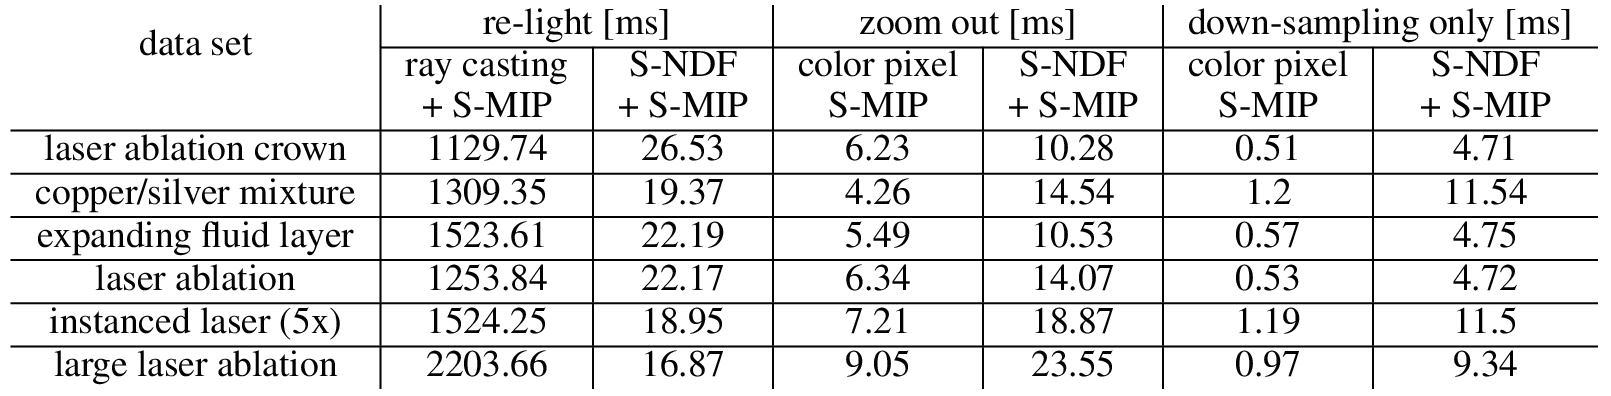 data set re-light [ms] zoom out [ms] down-sampling only [ms]
ray casting S-NDF color pixel S-NDF color pixel S-NDF
+ S-MIP + S-MIP S-MIP + S-MIP S-MIP + S-MIP
laser ablation crown 1129.74 26.53 6.23 10.28 0.51 4.71
copper/silver mixture 1309.35 19.37 4.26 14.54 1.2 11.54
expanding fluid layer 1523.61 22.19 5.49 10.53 0.57 4.75
laser ablation 1253.84 22.17 6.34 14.07 0.53 4.72
instanced laser (5x) 1524.25 18.95 7.21 18.87 1.19 11.5
large laser ablation 2203.66 16.87 9.05 23.55 0.97 9.34